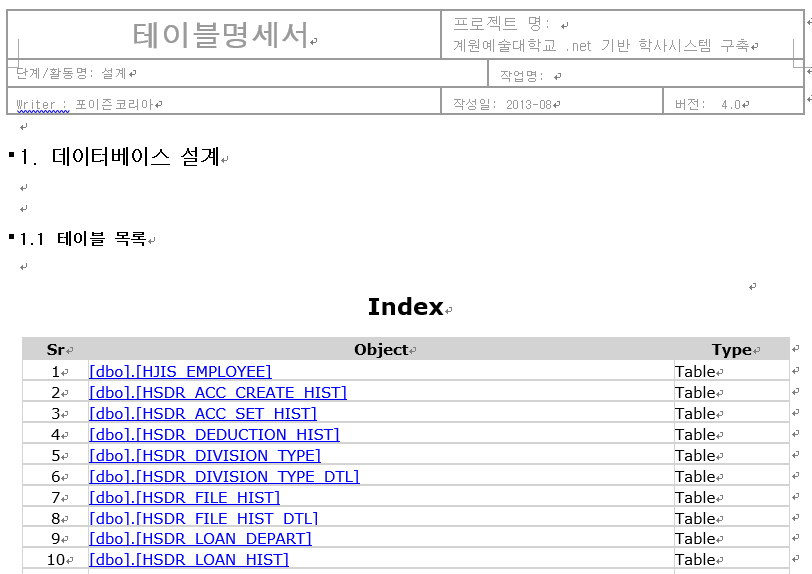 테이블명세서
프로젝트 명:
계원예술대학교 .net 기반 학사시스템 구축
단계/활동명: 설계
작업명:
Writer : 포이즌코리아
작성일: 2013-08
버전: 4.0
1. 데이터베이스 설계
1.1 테이블 목록
Index
Sr Object Type
1 [dbo].[HJIS_EMPLOYEE] Table
2 [dbo].[HSDR_ACC_CREATE_HIST] Table
3 [dbo].[HSDR_ACC_SET_HIST] Table
4 [dbo].[HSDR_DEDUCTION_HIST] Table
5 [dbo].[HSDR_DIVISION_TYPE] Table
6 [dbo].[HSDR_DIVISION_TYPE_DTL] Table
7 [dbo].[HSDR_FILE_HIST] Table
8 [dbo].[HSDR_FILE_HIST_DTL] Table
9 [dbo].[HSDR_LOAN_DEPART] Table
10 [dbo].[HSDR_LOAN_HIST] Table